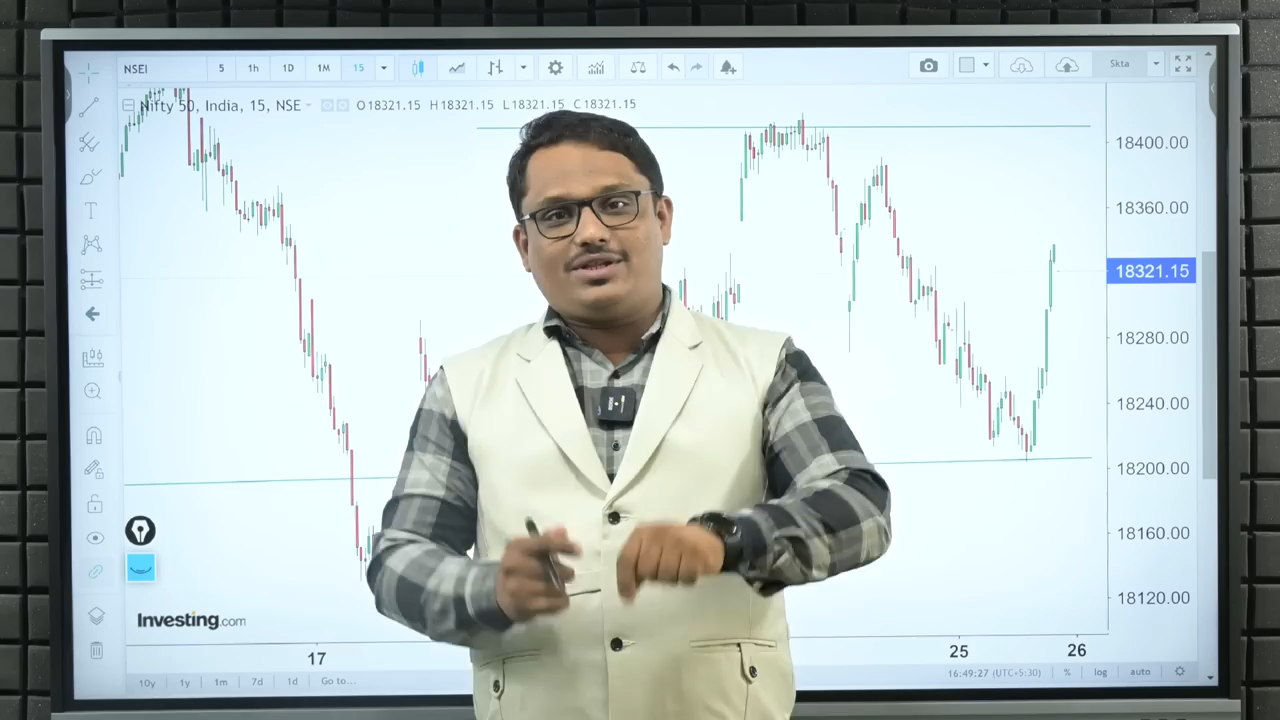 NSEI 5 1h 1D 1M 15 5kta
Nifty 50, India, 15, NSE O18321.15 H18321.15 L18321.15 C18321.15
18400.00
18360.00
18321.15
18280.00
18240.00
18200.00
18160.00
18120.00
Investing.com
17 25 26
10y 1y 1m 7d 1d Go to... 16:49:27 (UTC+5:30) % log auto